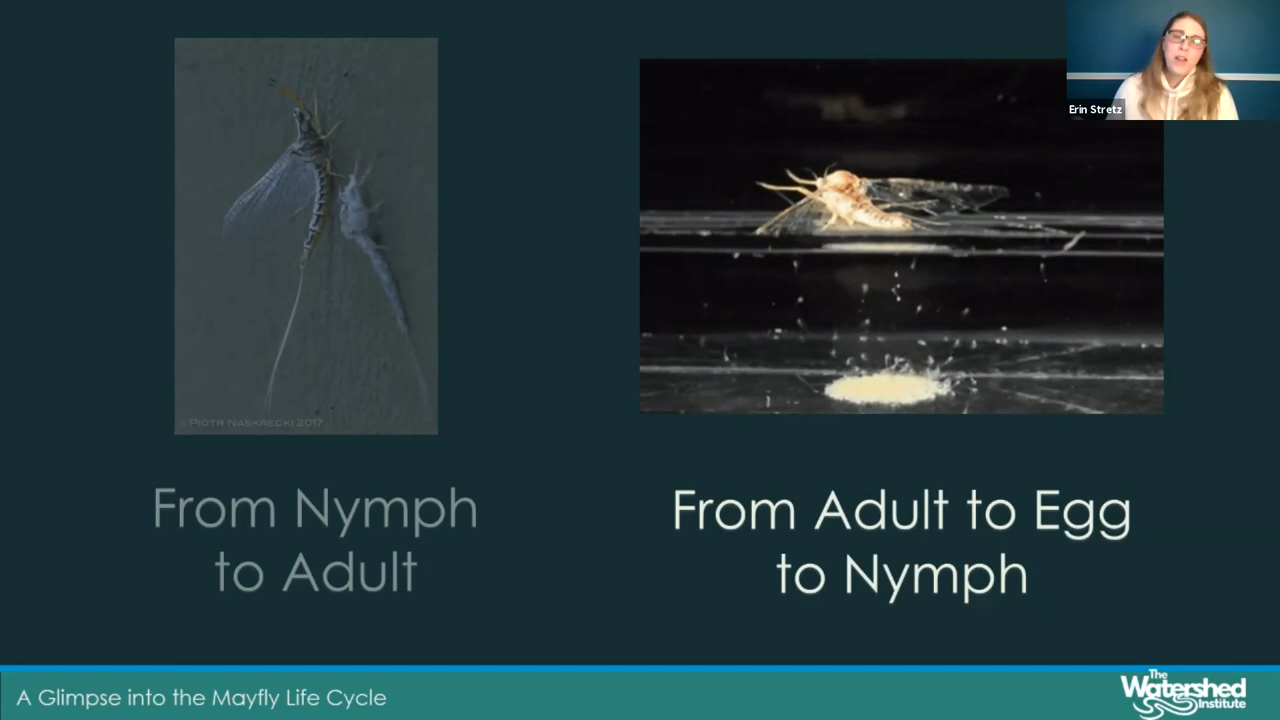 Erin Stretz
© PIOTR NASKRECKI 2017
From Nymph
to Adult
From Adult to Egg
to Nymph
A Glimpse into the Mayfly Life Cycle
The
Watershed
Institute